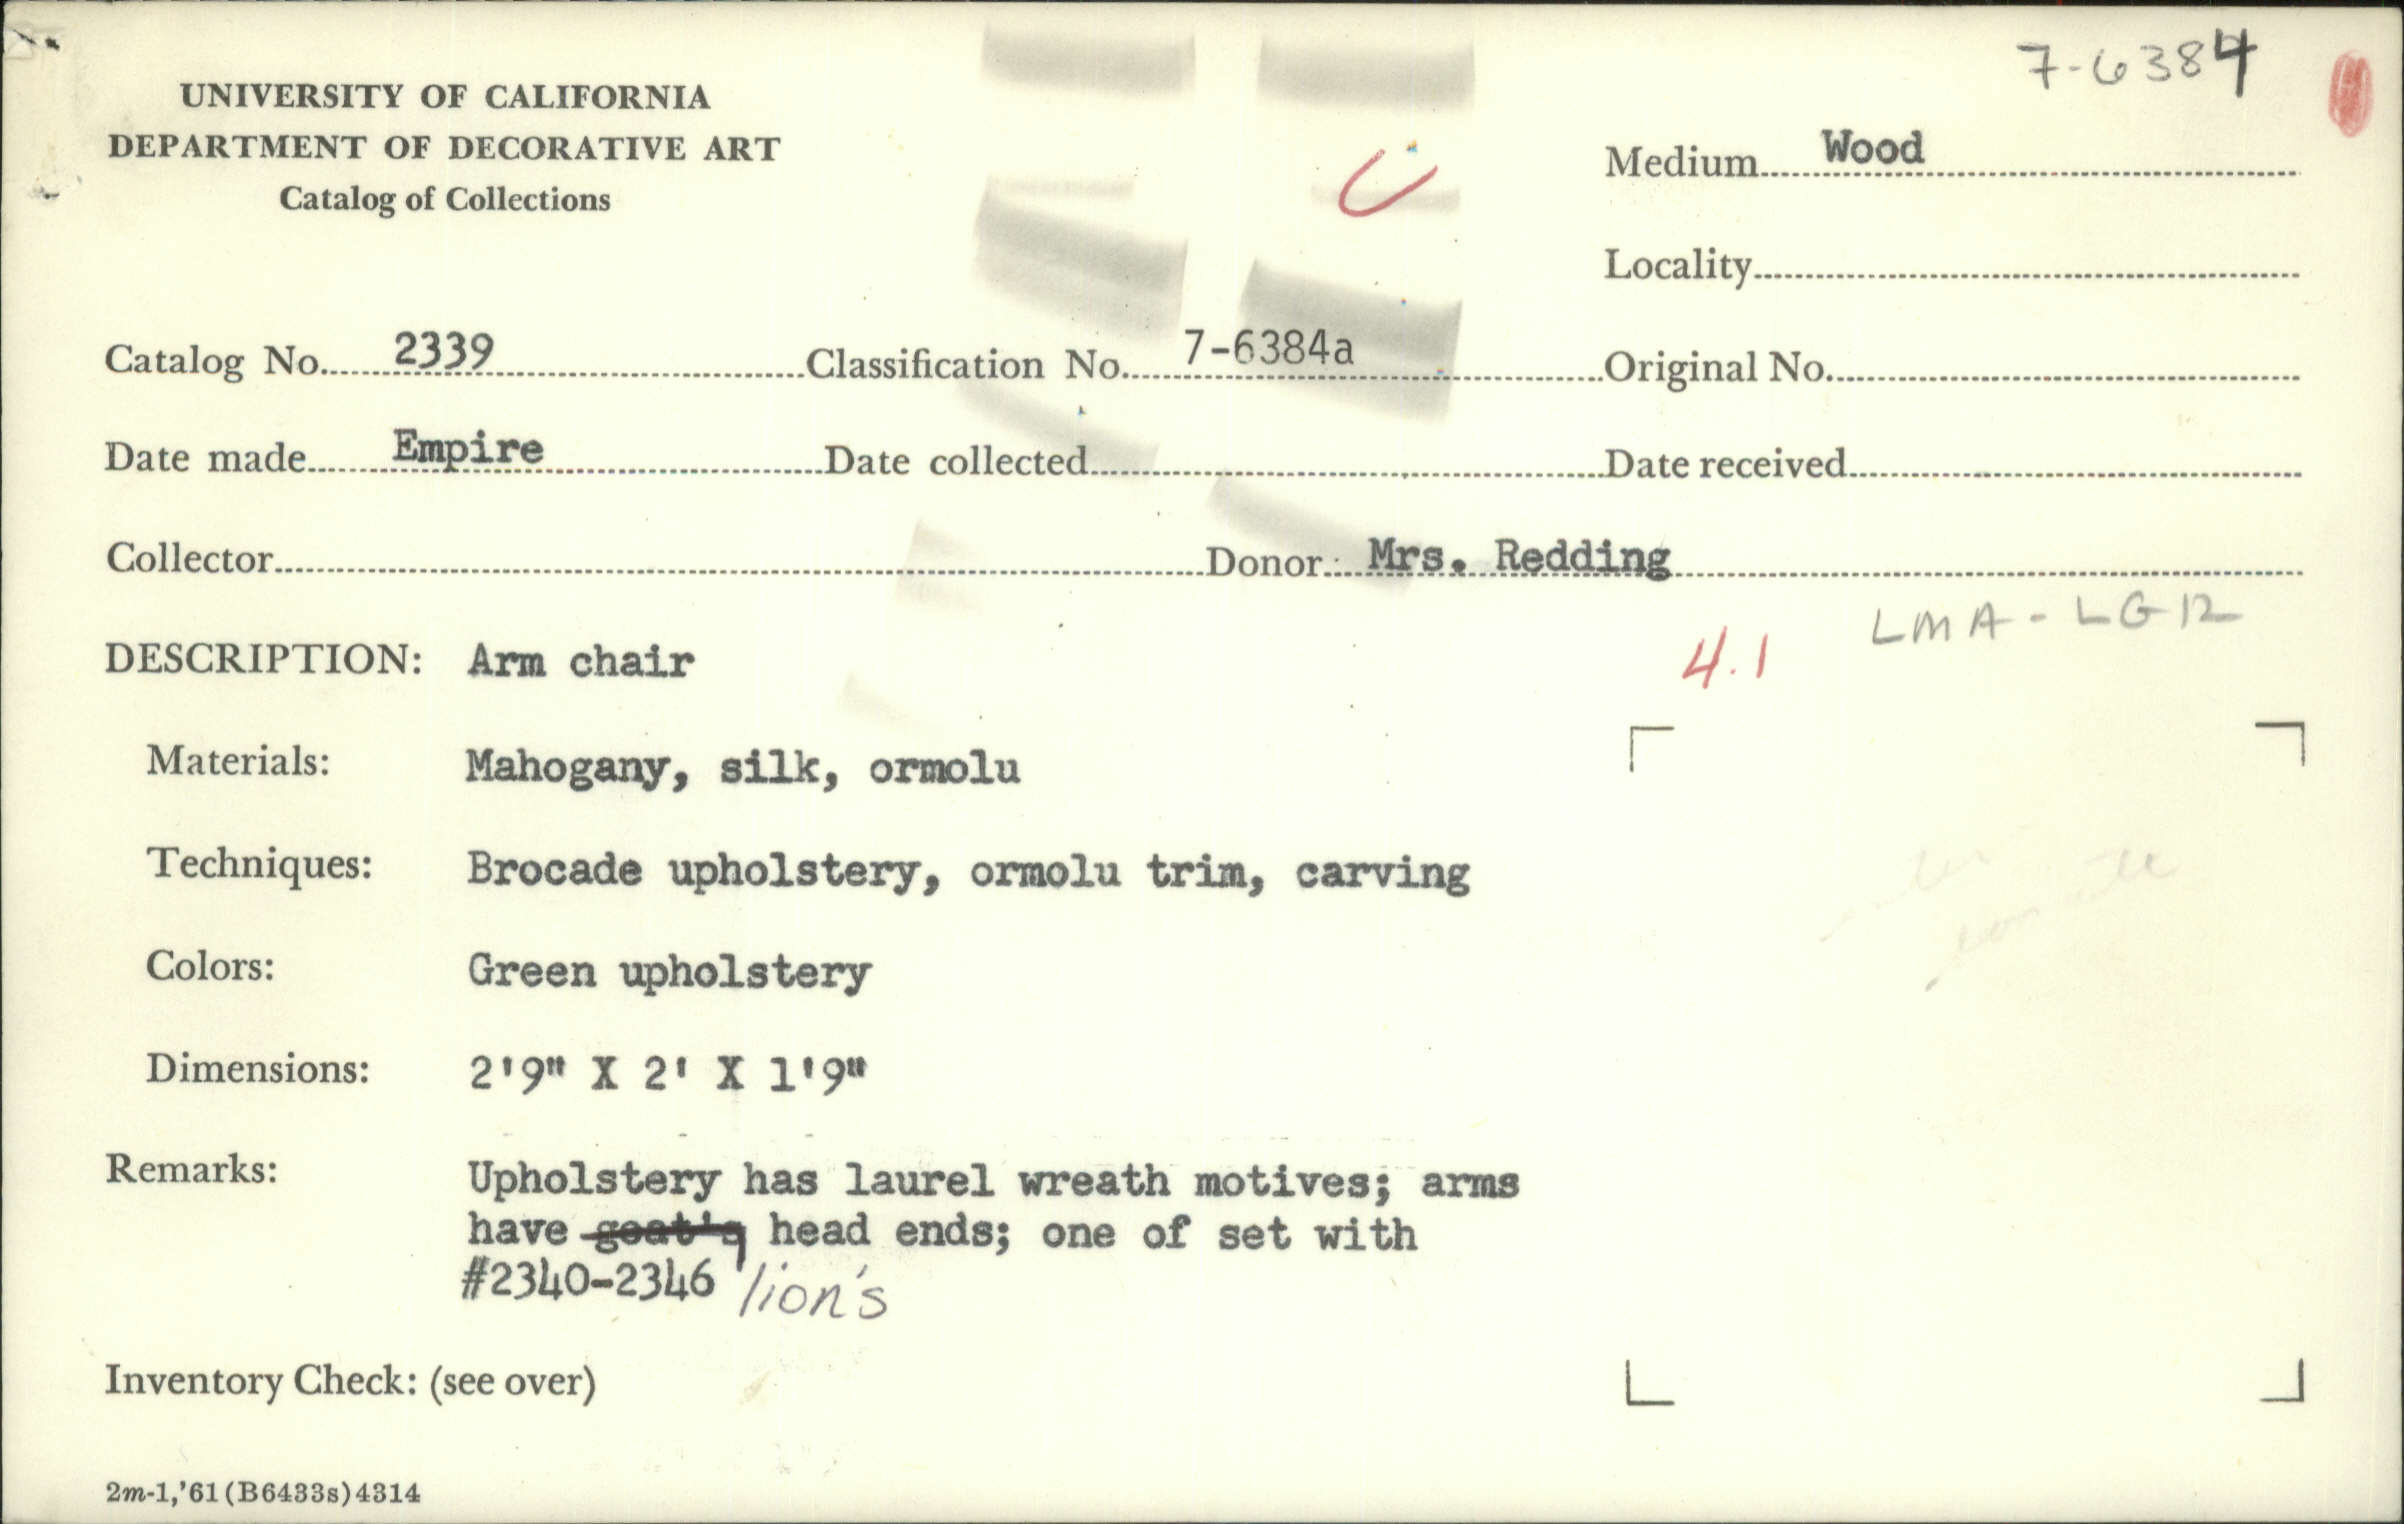 7-6384
UNIVERSITY OF CALIFORNIA
DEPARTMENT OF DECORATIVE ART
Catalog of Collections
Medium Wood
Locality
Catalog No. 2339 Classification No. 7-6384a Original No.
Date made Empire Date collected Date received
Collector Donor Mrs. Redding
LMA-LG12
DESCRIPTION: Arm chair 4.1
Materials: Mahogany, silk, ormolu
Techniques: Brocade upholstery, ormolu trim, carving
Colors: Green upholstery
Dimensions: 2'9" X 2' X 1'9"
Remarks: Upholstery has laurel wreath motives; arms
have goat's head ends; one of set with
#2340-2346 lion's
Inventory Check: (see over)
2m-1,'61(B6433s)4314